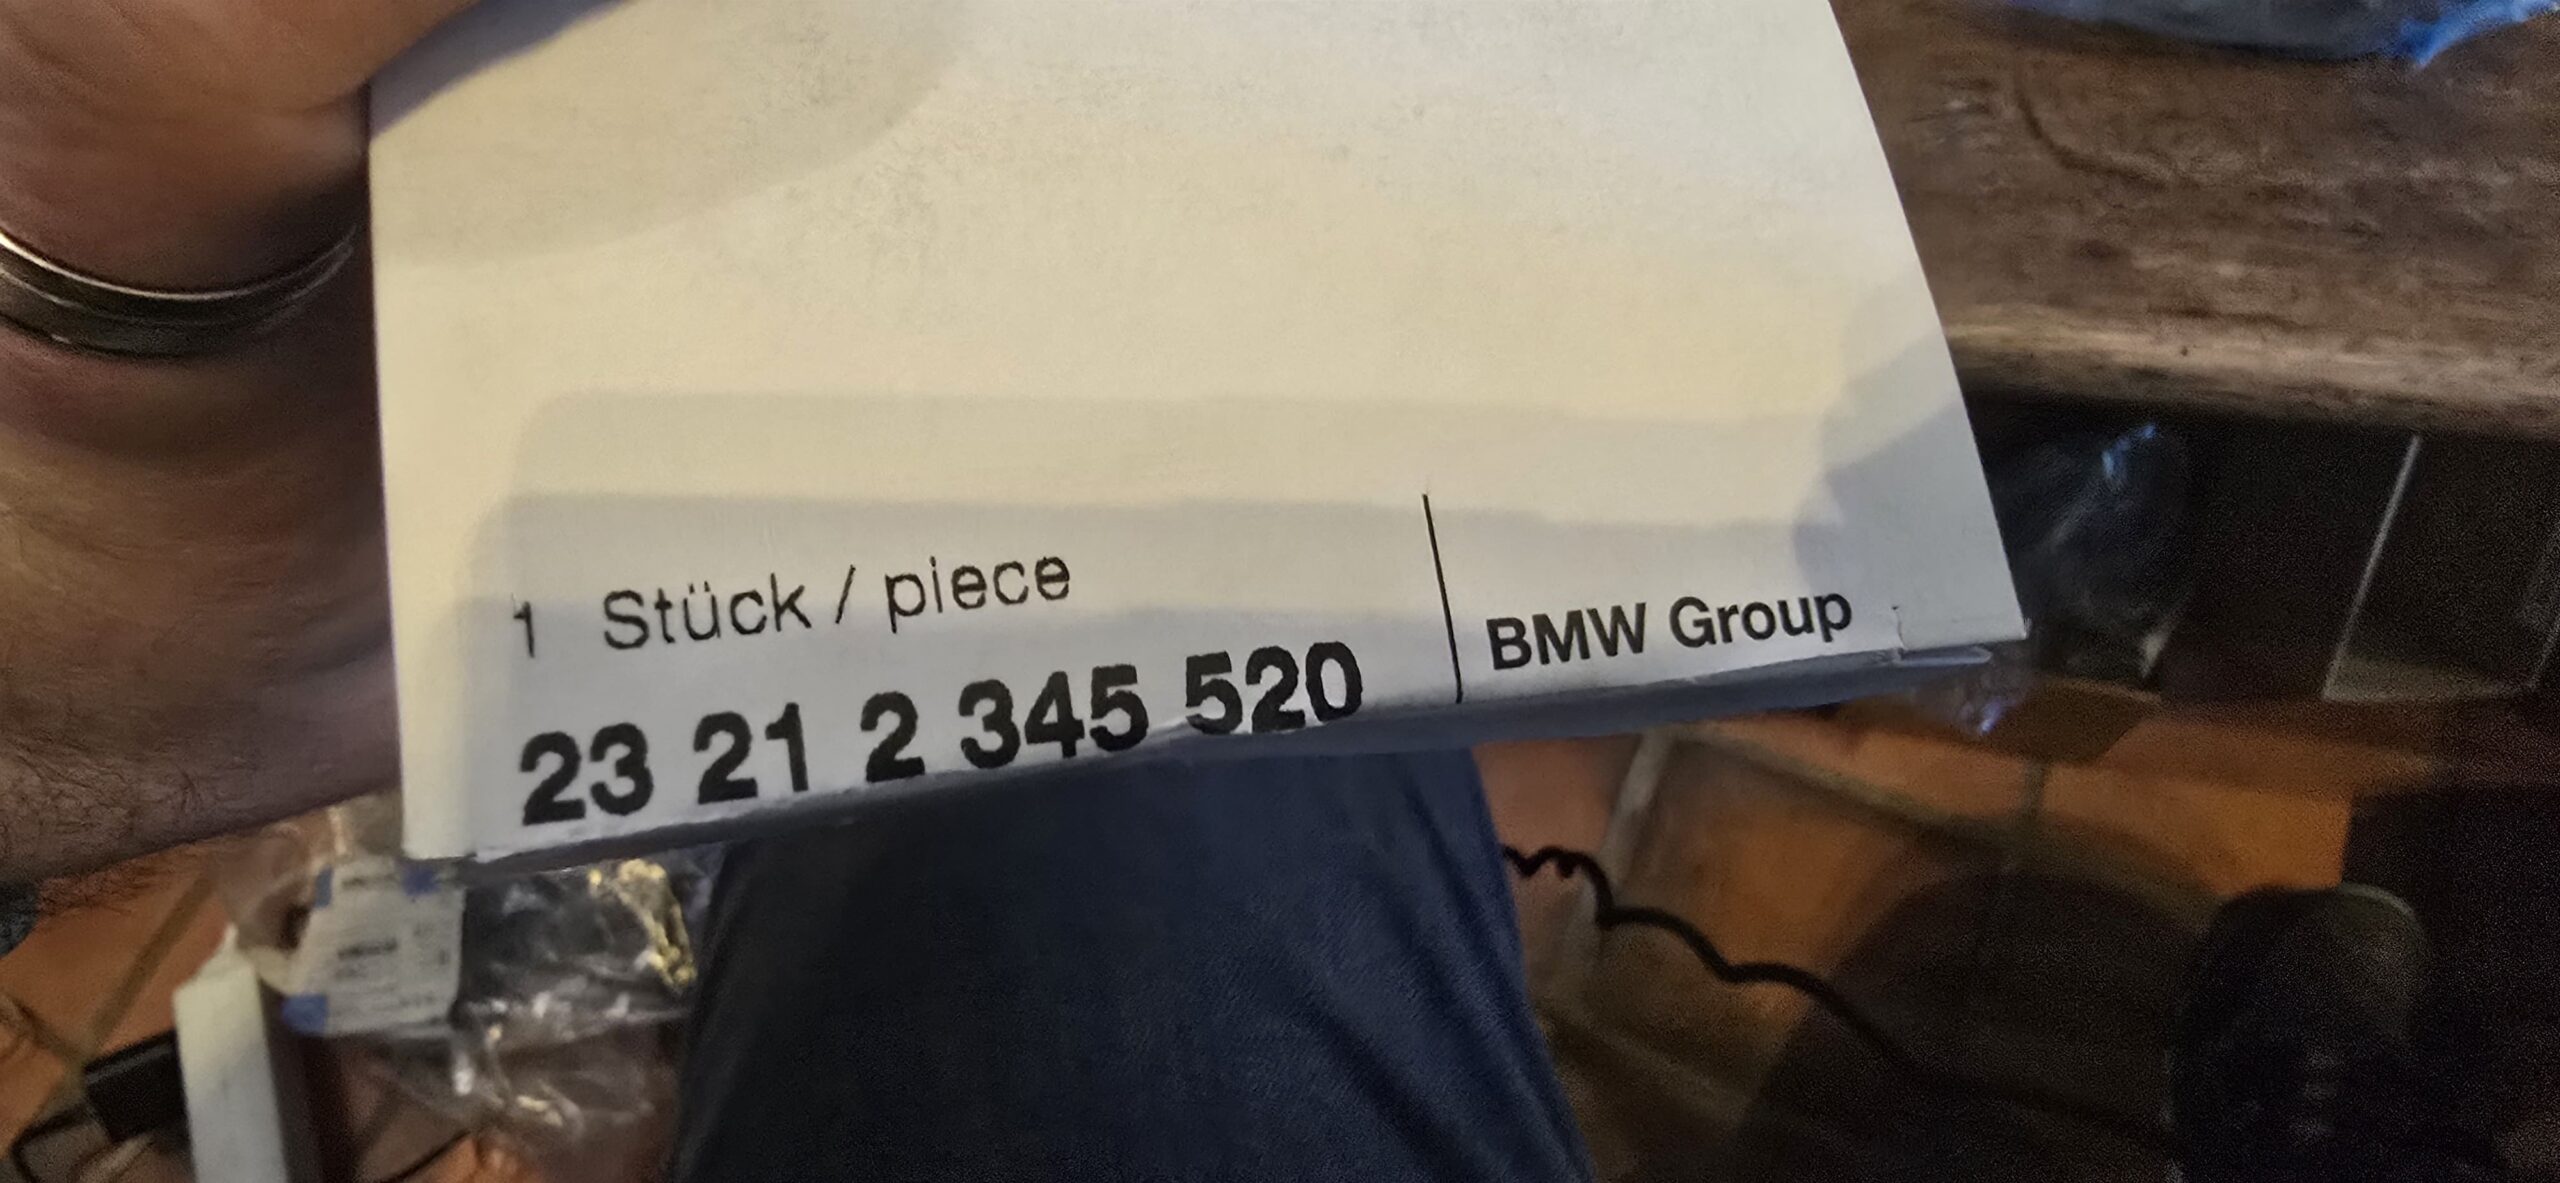 1 Stück / piece
23 21 2 345 520
BMW Group